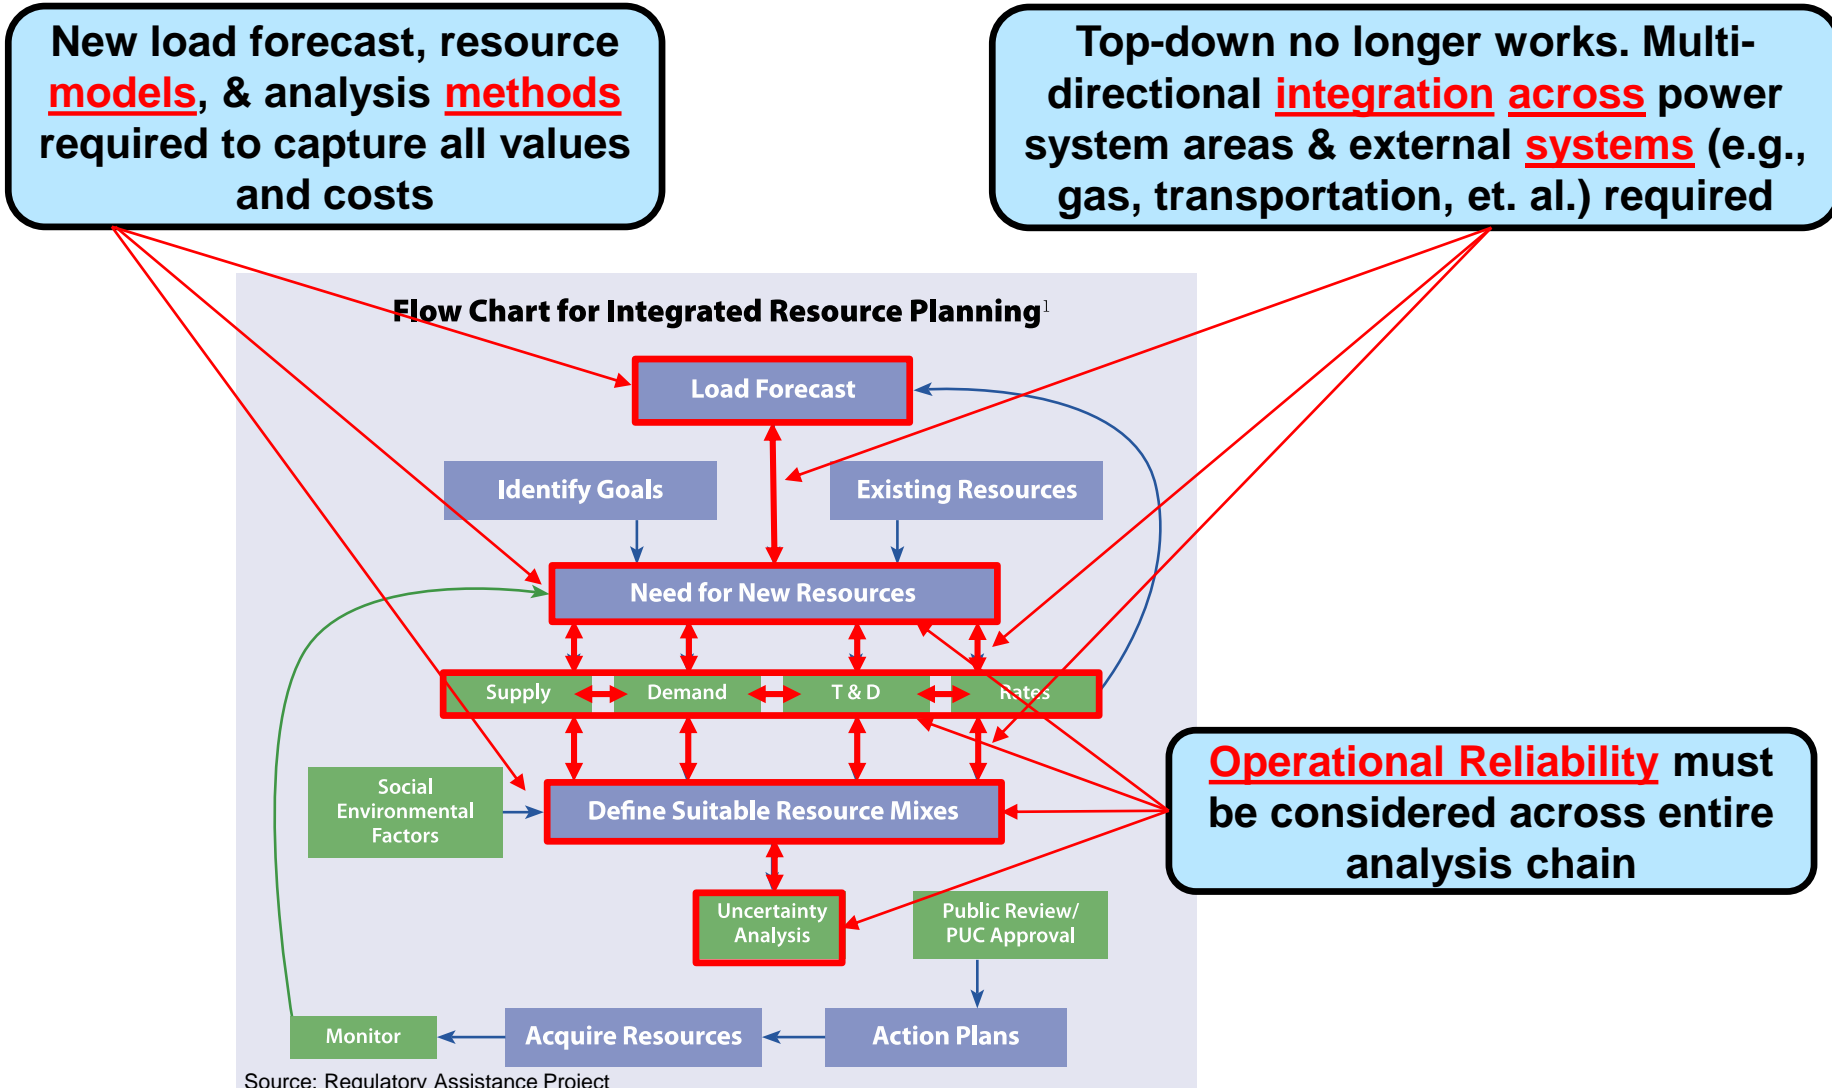 New load forecast, resource
models, & analysis methods
required to capture all values
and costs
Top-down no longer works. Multi-
directional integration across power
system areas & external systems (e.g.,
gas, transportation, et. al.) required
Flow Chart for Integrated Resource Planning1
Load Forecast
Identify Goals
Existing Resources
Need for New Resources
Supply
Demand
T & D
Rates
Social
Environmental
Factors
Define Suitable Resource Mixes
Operational Reliability must
be considered across entire
analysis chain
Uncertainty
Analysis
Public Review/
PUC Approval
Monitor
Acquire Resources
Action Plans
Source: Regulatory Assistance Project